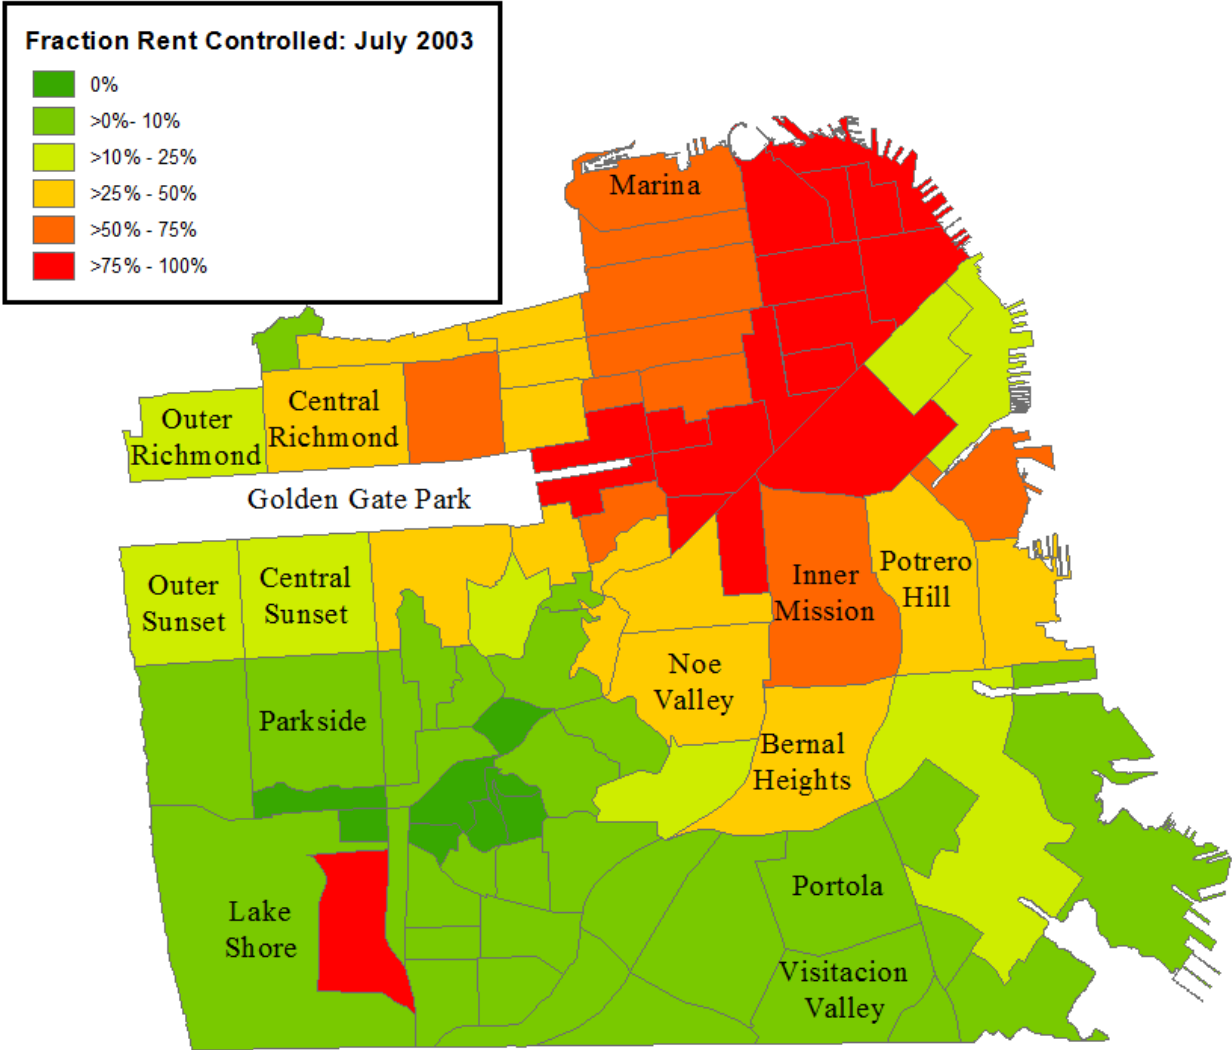 Fraction Rent Controlled: July 2003
0%
>0%- 10%
>10% - 25%
>25% - 50%
>50% - 75%
>75% - 100%
Marina
Outer
Richmond
Central
Richmond
Golden Gate Park
Outer
Sunset
Central
Sunset
Inner
Mission
Potrero
Hill
Noe
Valley
Parkside
Bernal
Heights
Lake
Shore
Portola
Visitacion
Valley